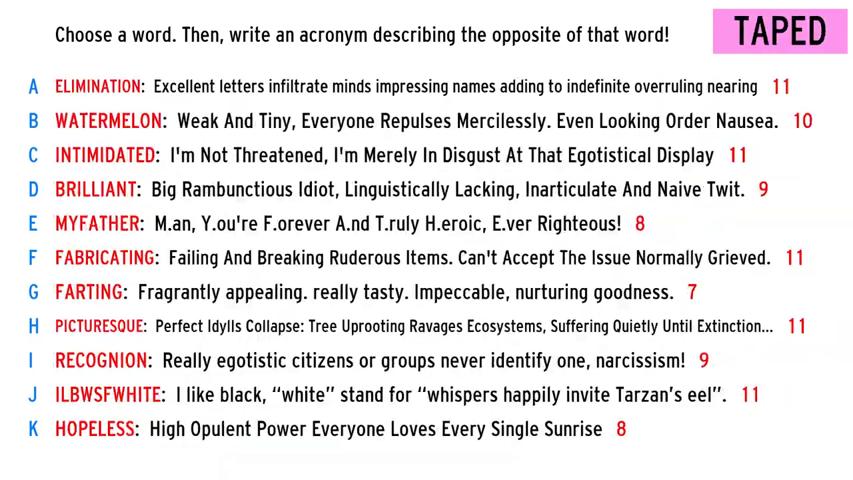 Choose a word. Then, write an acronym describing the opposite of that word!
TAPED
A ELIMINATION: Excellent letters infiltrate minds impressing names adding to indefinite overruling nearing 11
B WATERMELON: Weak And Tiny, Everyone Repulses Mercilessly. Even Looking Order Nausea. 10
C INTIMIDATED: I'm Not Threatened, I'm Merely In Disgust At That Egotistical Display 11
D BRILLIANT: Big Rambunctious Idiot, Linguistically Lacking, Inarticulate And Naive Twit. 9
E MYFATHER: M.an, Y.ou're F.orever A.nd T.ruly H.eroic, E.ver Righteous! 8
F FABRICATING: Failing And Breaking Ruderous Items. Can't Accept The Issue Normally Grieved. 11
G FARTING: Fragrantly appealing. really tasty. Impeccable, nurturing goodness. 7
H PICTURESQUE: Perfect Idylls Collapse: Tree Uprooting Ravages Ecosystems, Suffering Quietly Until Extinction... 11
I RECOGNION: Really egotistic citizens or groups never identify one, narcissism! 9
J ILBWSFWHITE: I like black, “white” stand for “whispers happily invite Tarzan’s eel”. 11
K HOPELESS: High Opulent Power Everyone Loves Every Single Sunrise 8